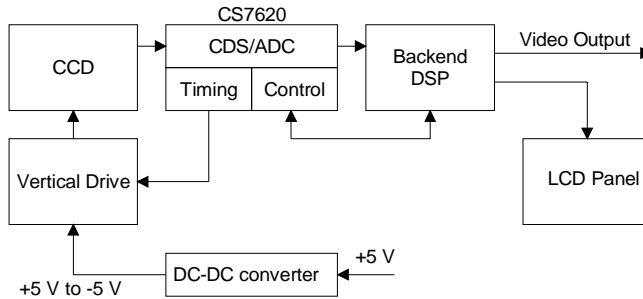 CS7620
CCD
CDS/ADC
Timing
Control
Backend
DSP
Video Output
Vertical Drive
LCD Panel
+5 V to -5 V
DC-DC converter
+5 V